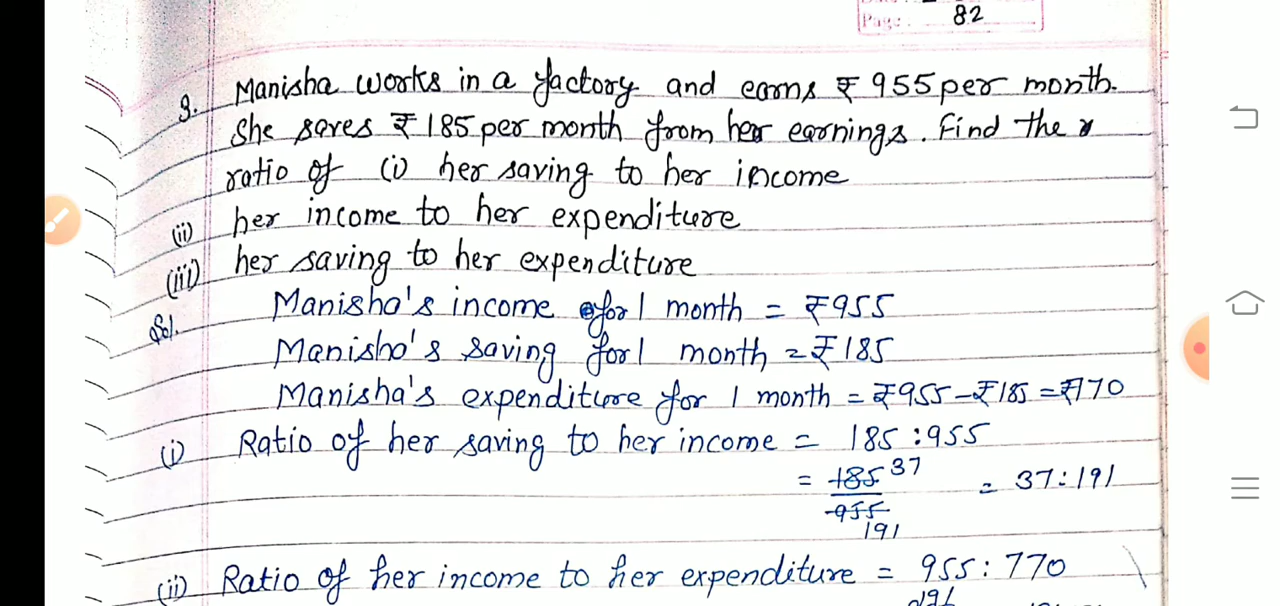 Page: 82
9. Manisha works in a factory and earns ₹ 955 per month.
She saves ₹ 185 per month from her earnings. Find the
ratio of (i) her saving to her income
(ii) her income to her expenditure
(iii) her saving to her expenditure
Sol. Manisha's income for 1 month = ₹955
Manisha's saving for 1 month = ₹185
Manisha's expenditure for 1 month = ₹955 - ₹185 = ₹770
(i) Ratio of her saving to her income = 185 : 955
= 185 37 = 37 : 191
955
191
(ii) Ratio of her income to her expenditure = 955 : 770
191